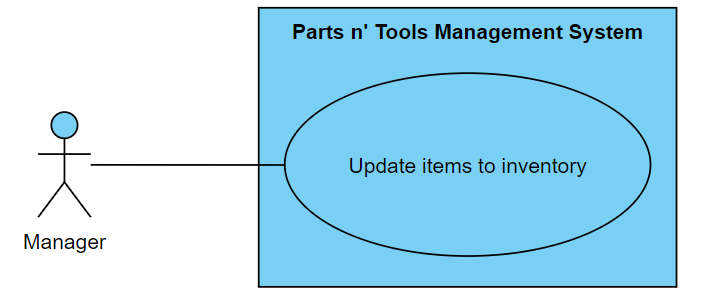 Parts n' Tools Management System
Update items to inventory
Manager